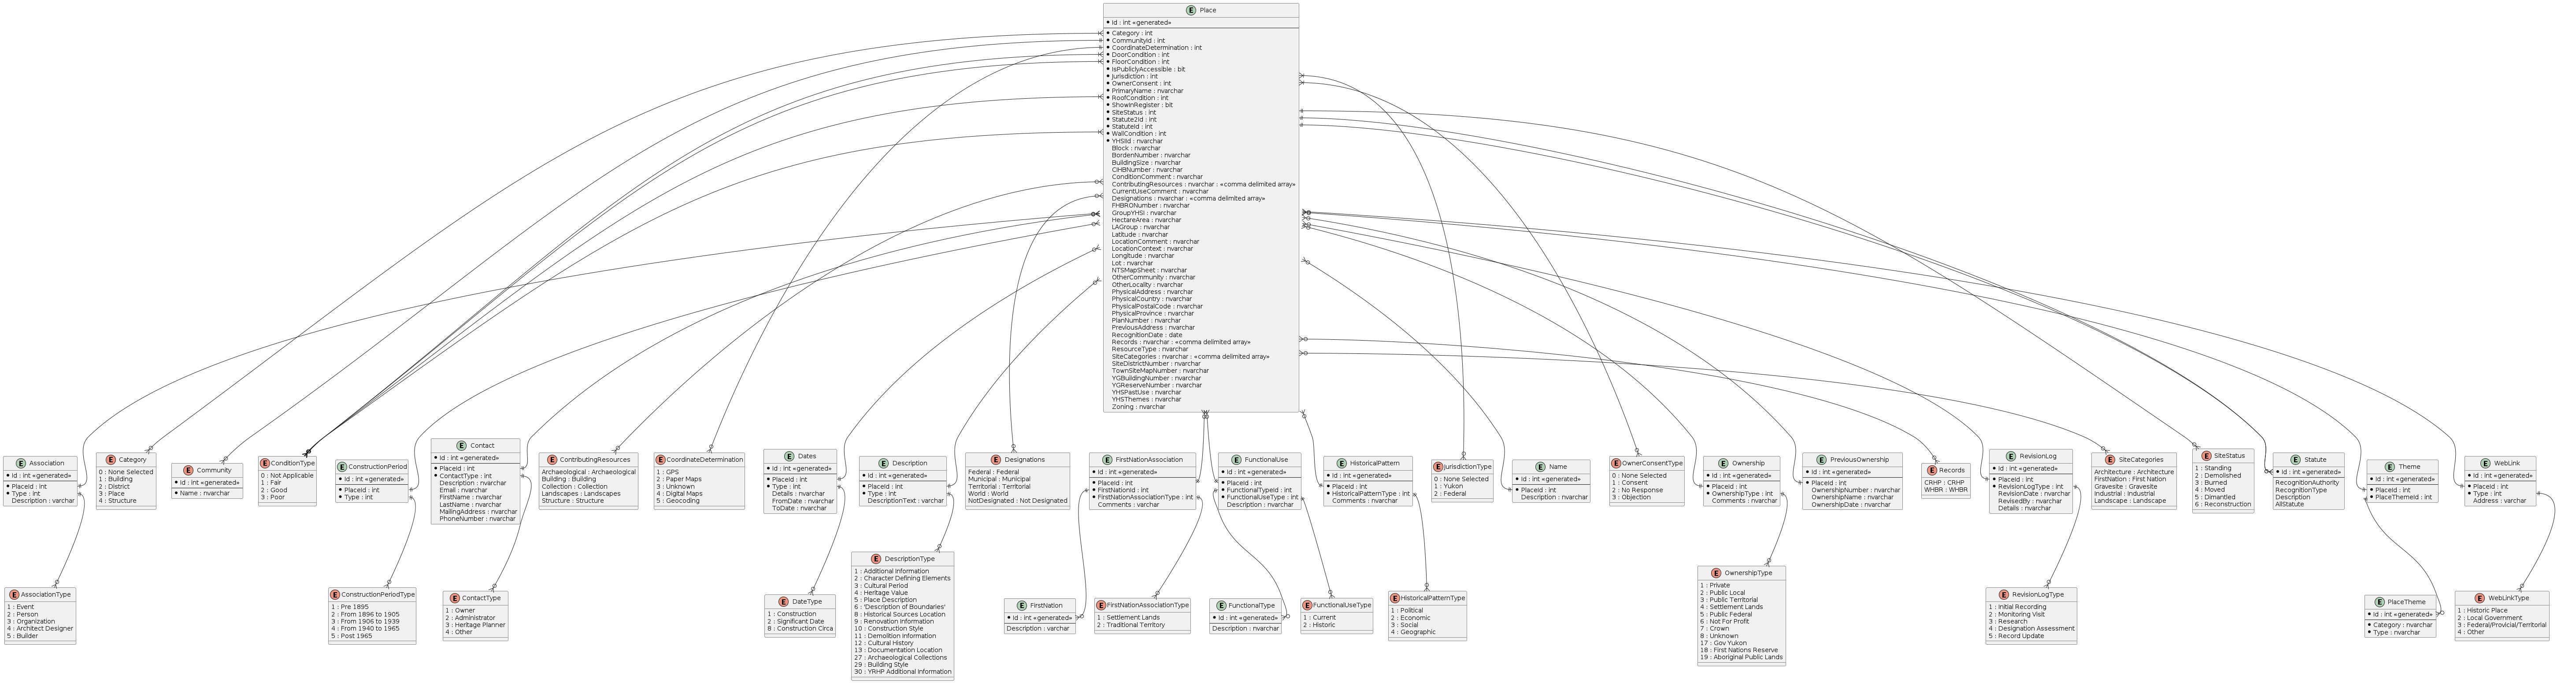 E Place
Id : int «generated»
Category : int
CommunityId : int
CoordinateDetermination : int
DoorCondition : int
FloorCondition : int
IsPubliclyAccessible : bit
Jurisdiction : int
OwnerConsent : int
PrimaryName : nvarchar
RoofCondition : int
ShowInRegister : bit
SiteStatus : int
Statute2Id : int
StatuteId : int
WallCondition : int
YHSIId : nvarchar
Block : nvarchar
BordenNumber : nvarchar
BuildingSize : nvarchar
CIHBNumber : nvarchar
ConditionComment : nvarchar
ContributingResources : nvarchar : «comma delimited array»
CurrentUseComment : nvarchar
Designations : nvarchar : «comma delimited array»
FHBRONumber : nvarchar
GroupYHSI : nvarchar
HectareArea : nvarchar
LAGroup : nvarchar
Latitude : nvarchar
LocationComment : nvarchar
LocationContext : nvarchar
Longitude : nvarchar
Lot : nvarchar
NTSMapSheet : nvarchar
OtherCommunity : nvarchar
OtherLocality : nvarchar
PhysicalAddress : nvarchar
PhysicalCountry : nvarchar
PhysicalPostalCode : nvarchar
PhysicalProvince : nvarchar
PlanNumber : nvarchar
PreviousAddress : nvarchar
RecognitionDate : date
Records : nvarchar : «comma delimited array»
ResourceType : nvarchar
SiteCategories : nvarchar : «comma delimited array»
SiteDistrictNumber : nvarchar
TownSiteMapNumber : nvarchar
YGBuildingNumber : nvarchar
YGReserveNumber : nvarchar
YHSPastUse : nvarchar
YHSThemes : nvarchar
Zoning : nvarchar
E Association
Id : int «generated»
PlaceId : int
Type : int
Description : varchar
E Category
0 : None Selected
1 : Building
2 : District
3 : Place
4 : Structure
E Community
Id : int «generated»
Name : nvarchar
E ConditionType
0 : Not Applicable
1 : Fair
2 : Good
3 : Poor
E ConstructionPeriod
Id : int «generated»
PlaceId : int
Type : int
E Contact
Id : int «generated»
PlaceId : int
ContactType : int
Description : nvarchar
Email : nvarchar
FirstName : nvarchar
LastName : nvarchar
MailingAddress : nvarchar
PhoneNumber : nvarchar
E ContributingResources
Archaeological : Archaeological
Building : Building
Collection : Collection
Landscapes : Landscapes
Structure : Structure
E CoordinateDetermination
1 : GPS
2 : Paper Maps
3 : Unknown
4 : Digital Maps
5 : Geocoding
E Dates
Id : int «generated»
PlaceId : int
Type : int
Details : nvarchar
FromDate : nvarchar
ToDate : nvarchar
E Description
Id : int «generated»
PlaceId : int
Type : int
DescriptionText : varchar
E Designations
Federal : Federal
Municipal : Municipal
Territorial : Territorial
World : World
NotDesignated : Not Designated
E FirstNationAssociation
Id : int «generated»
PlaceId : int
FirstNationId : int
FirstNationAssociationType : int
Comments : varchar
E FunctionalUse
Id : int «generated»
PlaceId : int
FunctionalTypeId : int
FunctionalUseType : int
Description : nvarchar
E HistoricalPattern
Id : int «generated»
PlaceId : int
HistoricalPatternType : int
Comments : nvarchar
E JurisdictionType
0 : None Selected
1 : Yukon
2 : Federal
E Name
Id : int «generated»
PlaceId : int
Description : nvarchar
E OwnerConsentType
0 : None Selected
1 : Consent
2 : No Response
3 : Objection
E Ownership
Id : int «generated»
PlaceId : int
OwnershipType : int
Comments : nvarchar
E PreviousOwnership
Id : int «generated»
PlaceId : int
OwnershipNumber : nvarchar
OwnershipName : nvarchar
OwnershipDate : nvarchar
E Records
CRHP : CRHP
WHBR : WHBR
E RevisionLog
Id : int «generated»
PlaceId : int
RevisionLogType : int
RevisionDate : nvarchar
RevisedBy : nvarchar
Details : nvarchar
E SiteCategories
Architecture : Architecture
FirstNation : First Nation
Gravesite : Gravesite
Industrial : Industrial
Landscape : Landscape
E SiteStatus
1 : Standing
2 : Demolished
3 : Burned
4 : Moved
5 : Dimantled
6 : Reconstruction
E Statute
Id : int «generated»
RecognitionAuthority
RecognitionType
Description
AllStatute
E Theme
Id : int «generated»
PlaceId : int
PlaceThemeId : int
E WebLink
Id : int «generated»
PlaceId : int
Type : int
Address : varchar
E AssociationType
1 : Event
2 : Person
3 : Organization
4 : Architect Designer
5 : Builder
E ConstructionPeriodType
1 : Pre 1895
2 : From 1896 to 1905
3 : From 1906 to 1939
4 : From 1940 to 1965
5 : Post 1965
E ContactType
1 : Owner
2 : Administrator
3 : Heritage Planner
4 : Other
E DateType
1 : Construction
2 : Significant Date
8 : Construction Circa
E DescriptionType
1 : Additional Information
2 : Character Defining Elements
3 : Cultural Period
4 : Heritage Value
5 : Place Description
6 : 'Description of Boundaries'
8 : Historical Sources Location
9 : Renovation Information
10 : Construction Style
11 : Demolition Information
12 : Cultural History
13 : Documentation Location
27 : Archaeological Collections
29 : Building Style
30 : YRHP Additional Information
E FirstNation
Id : int «generated»
Description : varchar
E FirstNationAssociationType
1 : Settlement Lands
2 : Traditional Territory
E FunctionalType
Id : int «generated»
Description : nvarchar
E FunctionalUseType
1 : Current
2 : Historic
E HistoricalPatternType
1 : Political
2 : Economic
3 : Social
4 : Geographic
E OwnershipType
1 : Private
2 : Public Local
3 : Public Territorial
4 : Settlement Lands
5 : Public Federal
6 : Not For Profit
7 : Crown
8 : Unknown
17 : Gov Yukon
18 : First Nations Reserve
19 : Aboriginal Public Lands
E RevisionLogType
1 : Initial Recording
2 : Monitoring Visit
3 : Research
4 : Designation Assessment
5 : Record Update
E PlaceTheme
Id : int «generated»
Category : nvarchar
Type : nvarchar
E WebLinkType
1 : Historic Place
2 : Local Government
3 : Federal/Provicial/Territorial
4 : Other